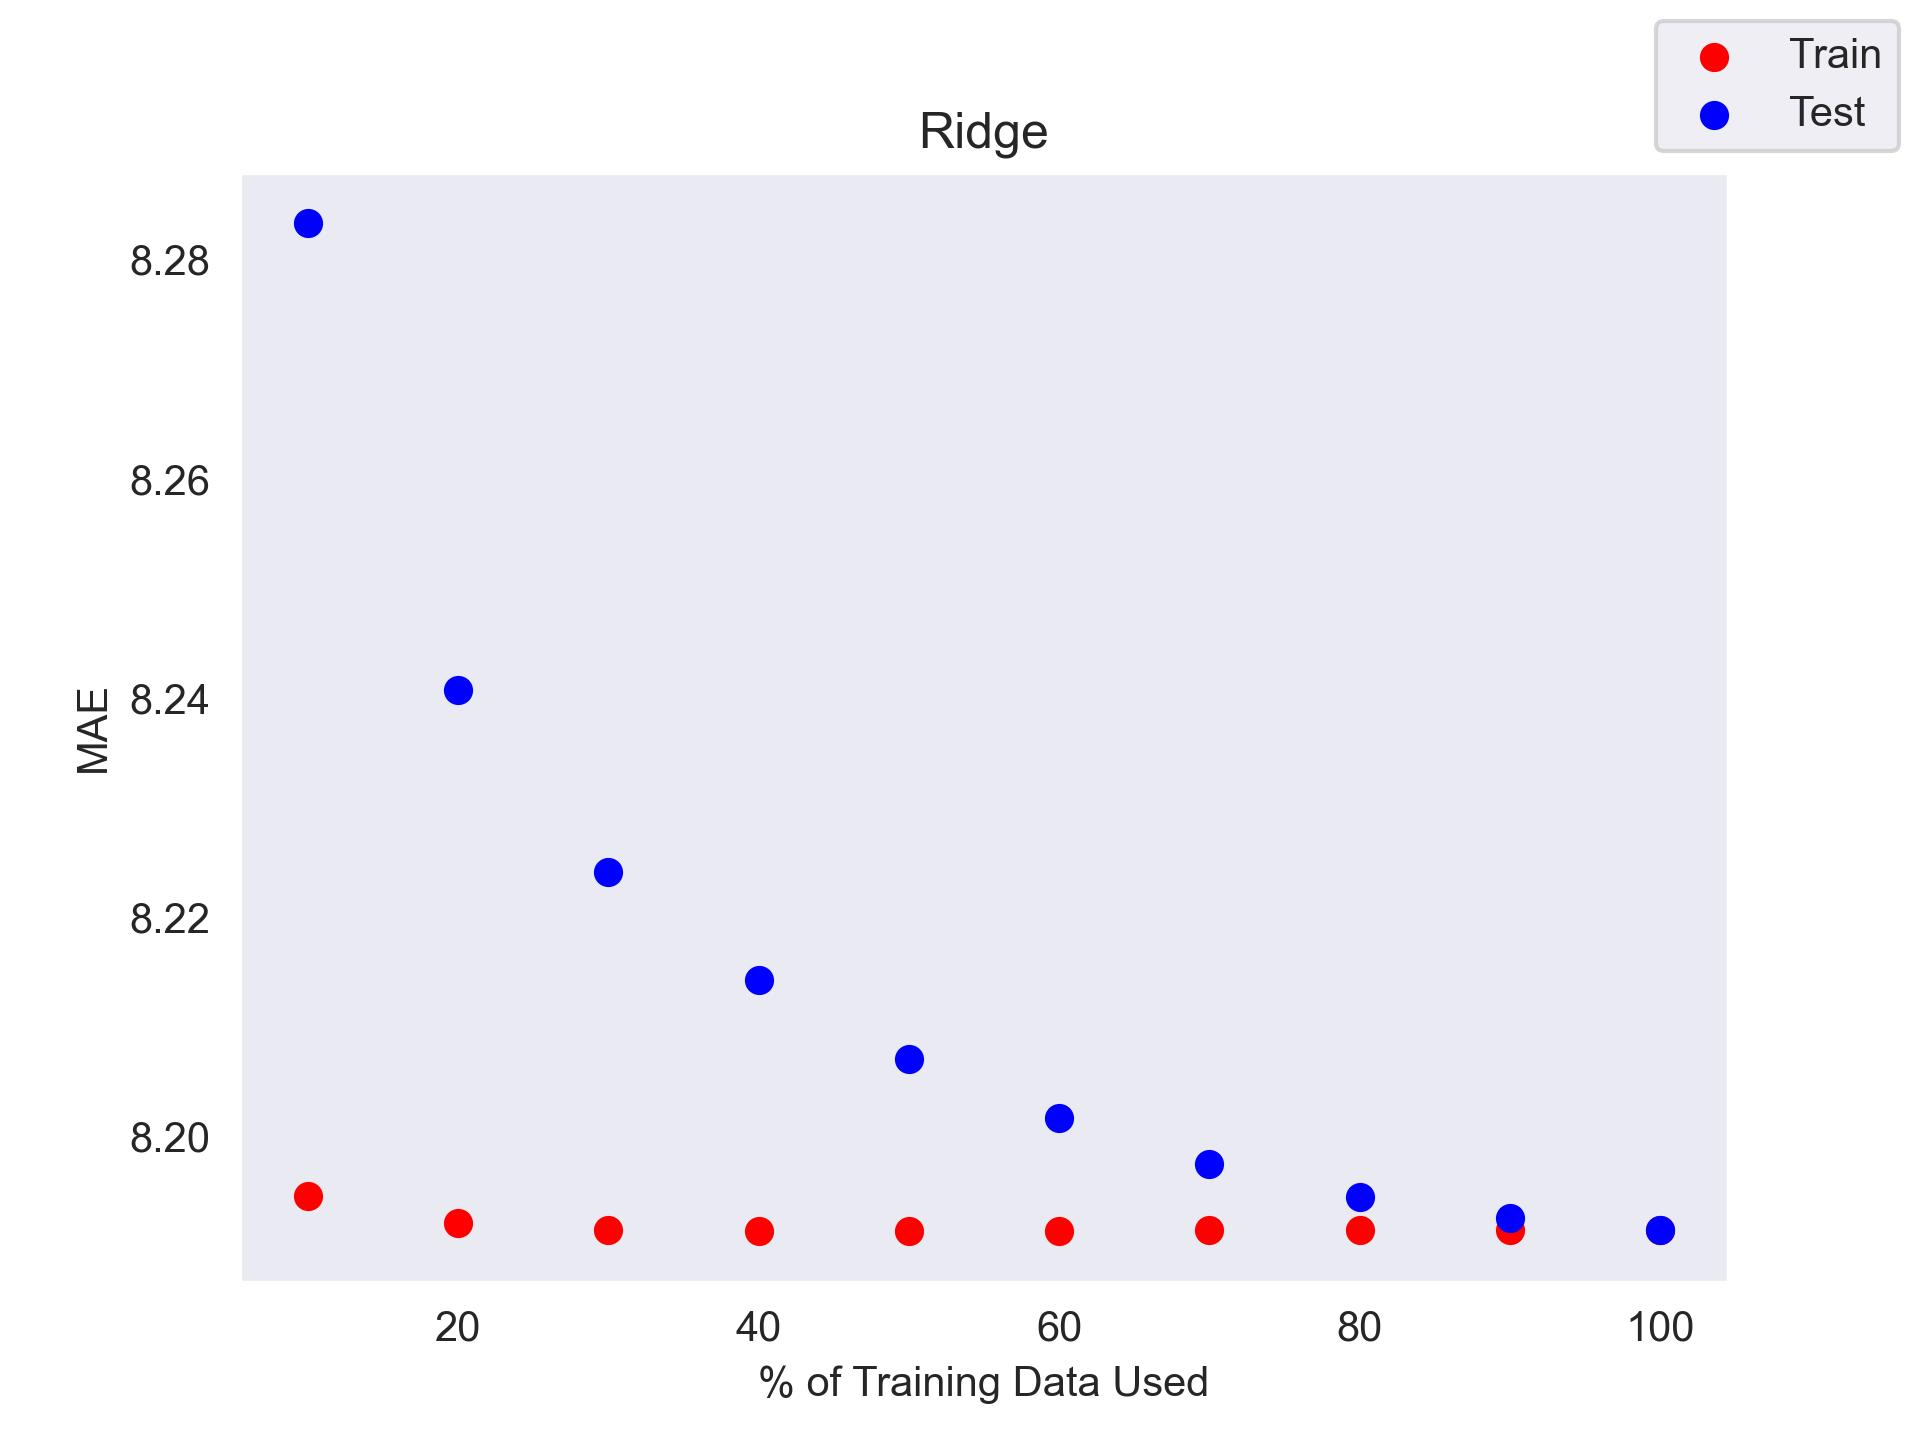 Train
Test
Ridge
8.28
8.26
8.24
8.22
8.20
MAE
20 40 60 80 100
% of Training Data Used